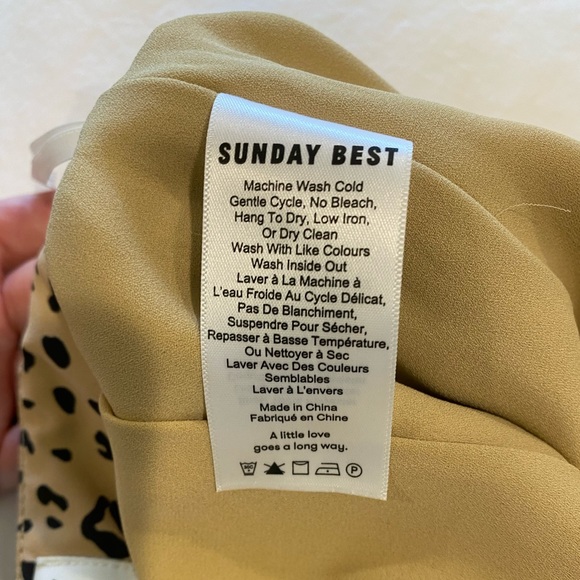 SUNDAY BEST
Machine Wash Cold
Gentle Cycle, No Bleach,
Hang To Dry, Low Iron,
Or Dry Clean
Wash With Like Colours
Wash Inside Out
Laver à La Machine à
L'eau Froide Au Cycle Délicat,
Pas De Blanchiment,
Suspendre Pour Sécher,
Repasser à Basse Température,
Ou Nettoyer à Sec
Laver Avec Des Couleurs
Semblables
Laver à L'envers
Made in China
Fabriqué en Chine
A little love
goes a long way.
P